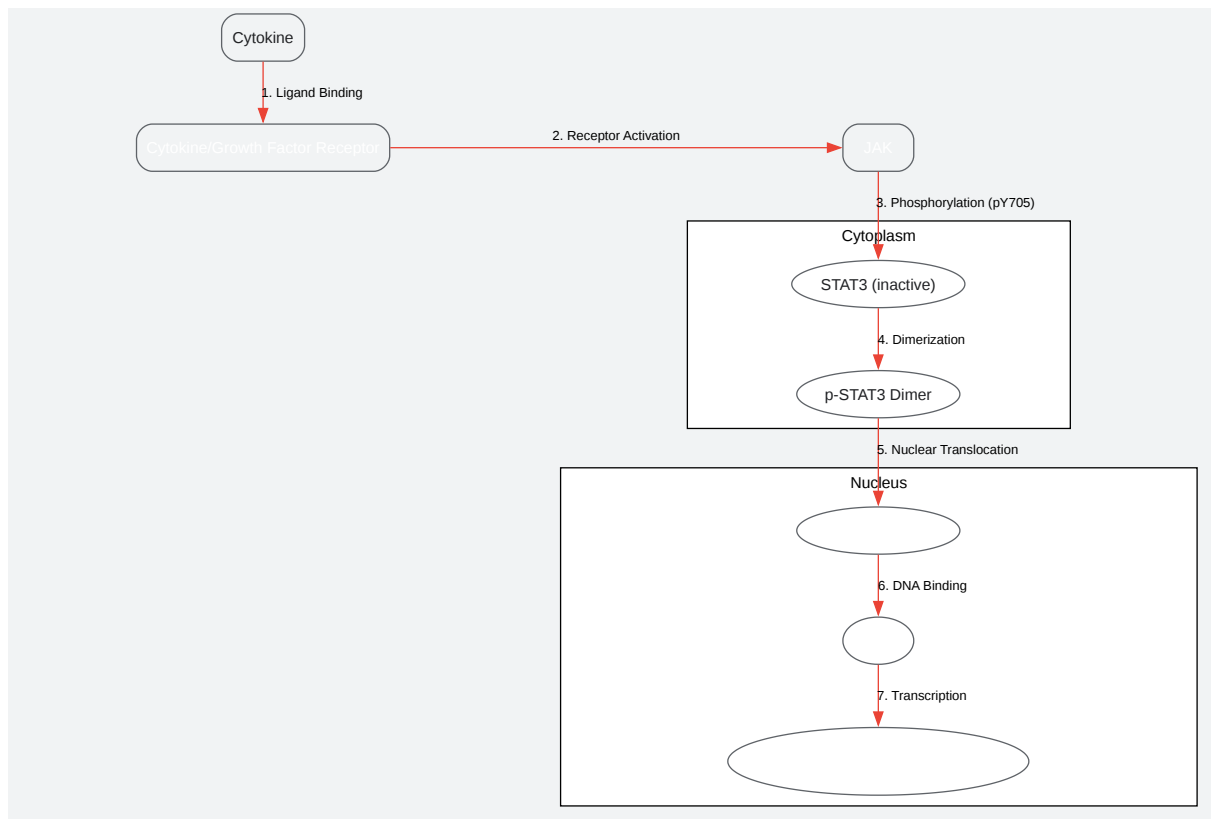 Cytokine
1. Ligand Binding
Cytokine/Growth Factor Receptor
2. Receptor Activation
JAK
3. Phosphorylation (pY705)
Cytoplasm
STAT3 (inactive)
4. Dimerization
p-STAT3 Dimer
5. Nuclear Translocation
Nucleus
6. DNA Binding
7. Transcription